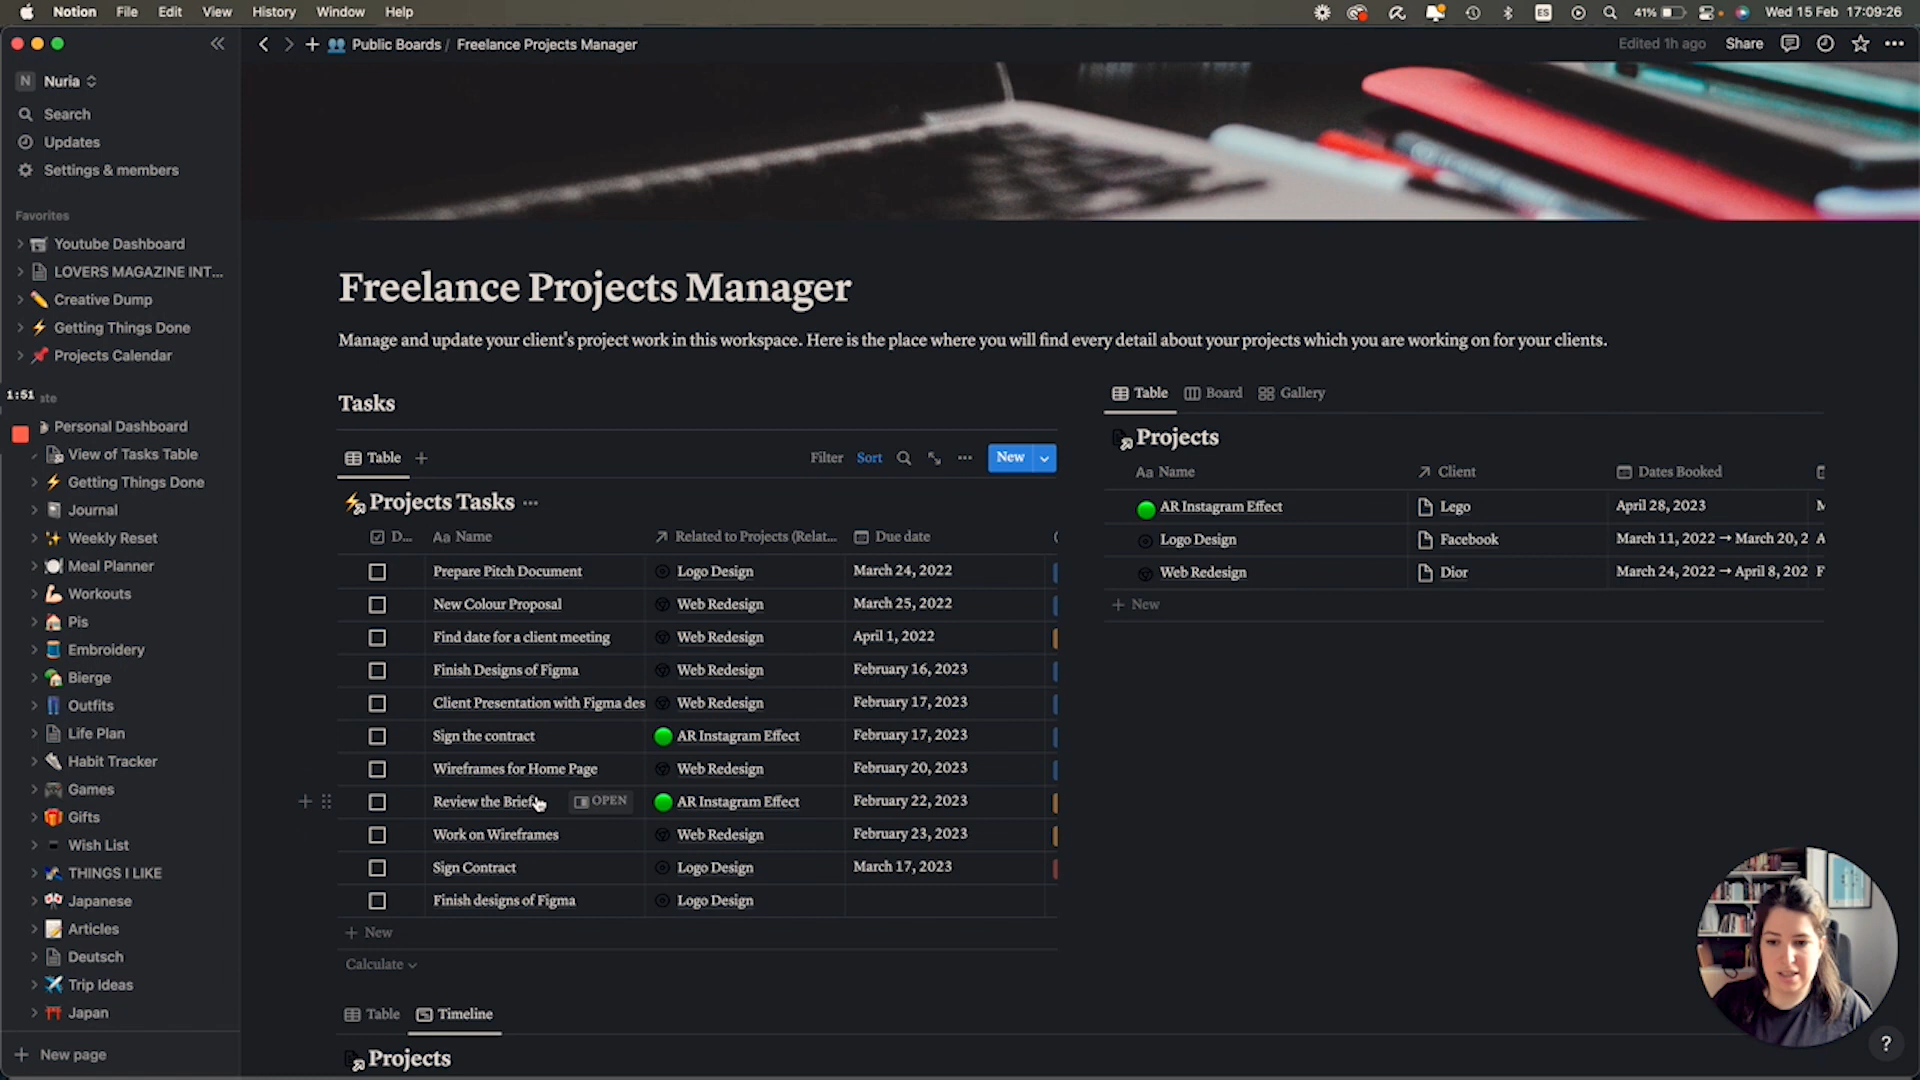 Notion File Edit View History Window Help
ES 41% Wed 15 Feb 17:09:26
Public Boards / Freelance Projects Manager
Edited 1h ago Share
N Nuria
Search
Updates
Settings & members
Favorites
Youtube Dashboard
LOVERS MAGAZINE INT...
Creative Dump
Getting Things Done
Projects Calendar
1:51
Personal Dashboard
View of Tasks Table
Getting Things Done
Journal
Weekly Reset
Meal Planner
Workouts
Pis
Embroidery
Bierge
Outfits
Life Plan
Habit Tracker
Games
Gifts
Wish List
THINGS I LIKE
Japanese
Articles
Deutsch
Trip Ideas
Japan
New page
Freelance Projects Manager
Manage and update your client's project work in this workspace. Here is the place where you will find every detail about your projects which you are working on for your clients.
Tasks
Table
Filter Sort ... New
Projects Tasks ...
D... Aa Name Related to Projects (Relat... Due date
Prepare Pitch Document Logo Design March 24, 2022
New Colour Proposal Web Redesign March 25, 2022
Find date for a client meeting Web Redesign April 1, 2022
Finish Designs of Figma Web Redesign February 16, 2023
Client Presentation with Figma des Web Redesign February 17, 2023
Sign the contract AR Instagram Effect February 17, 2023
Wireframes for Home Page Web Redesign February 20, 2023
Review the Brief OPEN AR Instagram Effect February 22, 2023
Work on Wireframes Web Redesign February 23, 2023
Sign Contract Logo Design March 17, 2023
Finish designs of Figma Logo Design
+ New
Calculate
Table Timeline
Projects
Table Board Gallery
Projects
Aa Name Client Dates Booked
AR Instagram Effect Lego April 28, 2023
Logo Design Facebook March 11, 2022 → March 20, 2
Web Redesign Dior March 24, 2022 → April 8, 202
+ New
?